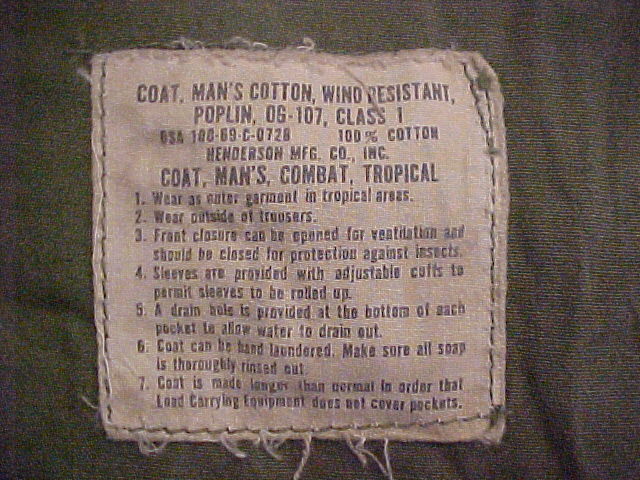 COAT, MAN'S COTTON, WIND RESISTANT,
POPLIN, OG-107, CLASS 1
DSA 100-69-C-0728 100% COTTON
HENDERSON MFG. CO., INC.
COAT, MAN'S, COMBAT, TROPICAL
1. Wear as outer garment in tropical areas.
2. Wear outside of trousers.
3. Front closure can be opened for ventilation and
should be closed for protection against insects.
4. Sleeves are provided with adjustable cuffs to
permit sleeves to be rolled up.
5. A drain hole is provided at the bottom of each
pocket to allow water to drain out.
6. Coat can be hand laundered. Make sure all soap
is thoroughly rinsed out.
7. Coat is made longer than normal in order that
Load Carrying Equipment does not cover pockets.